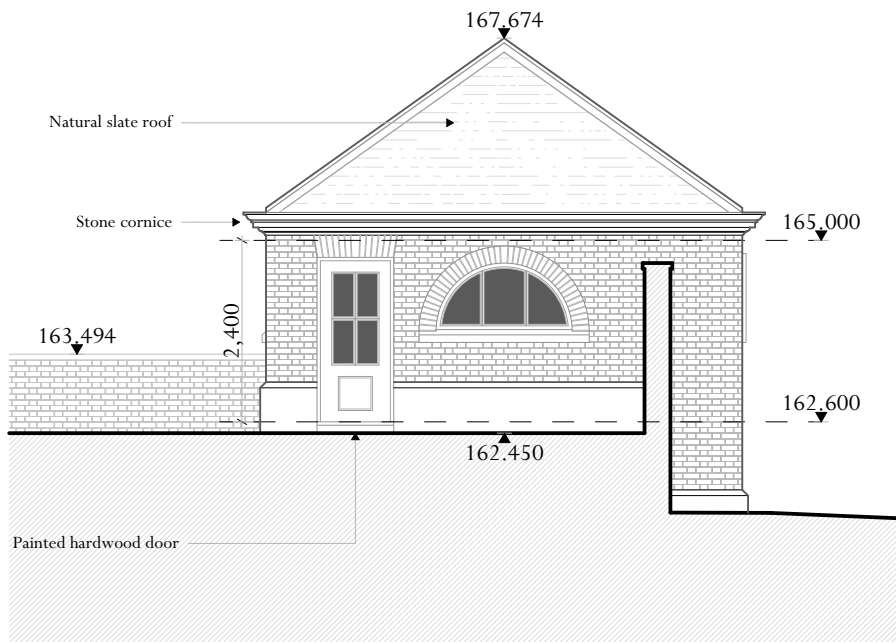 167.674
Natural slate roof
Stone cornice
165.000
2,400
163.494
162.600
162.450
Painted hardwood door